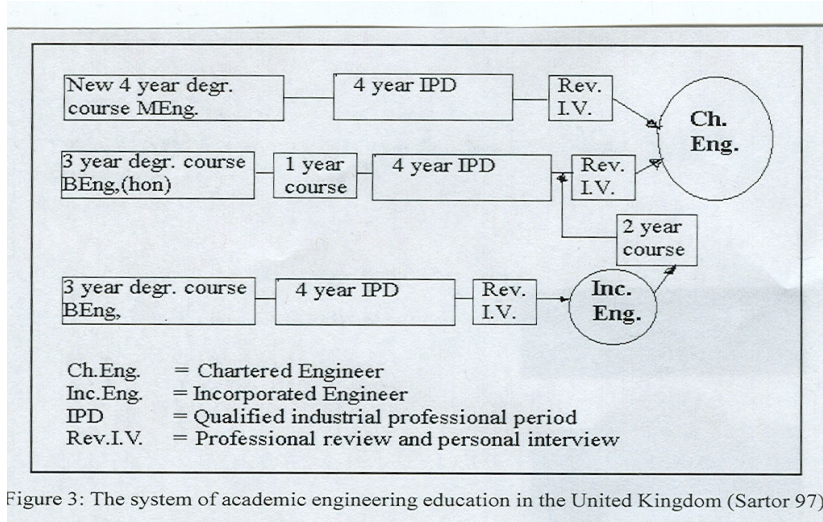 New 4 year degr.
course MEng.
4 year IPD
Rev.
I.V.
Ch.
Eng.
3 year degr. course
BEng,(hon)
1 year
course
4 year IPD
Rev.
I.V.
2 year
course
3 year degr. course
BEng,
4 year IPD
Rev.
I.V.
Inc.
Eng.
Ch.Eng. = Chartered Engineer
Inc.Eng. = Incorporated Engineer
IPD = Qualified industrial professional period
Rev.I.V. = Professional review and personal interview
Figure 3: The system of academic engineering education in the United Kingdom (Sartor 97)